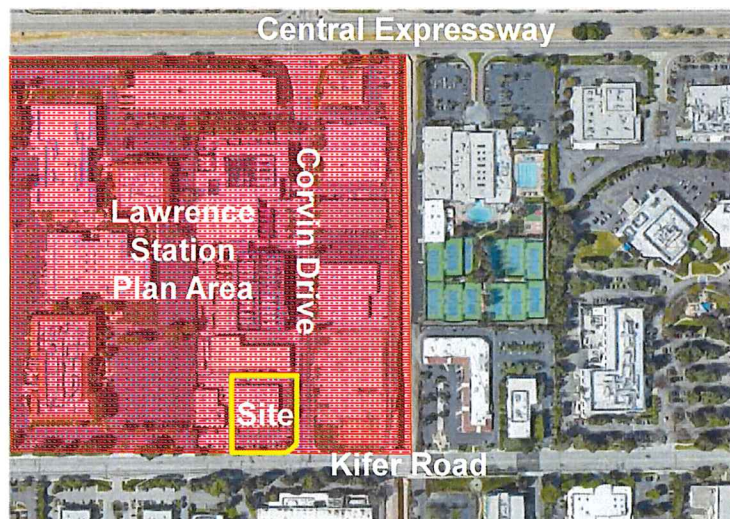 Central Expressway
Corvin Drive
Lawrence
Station
Plan Area
Site
Kifer Road